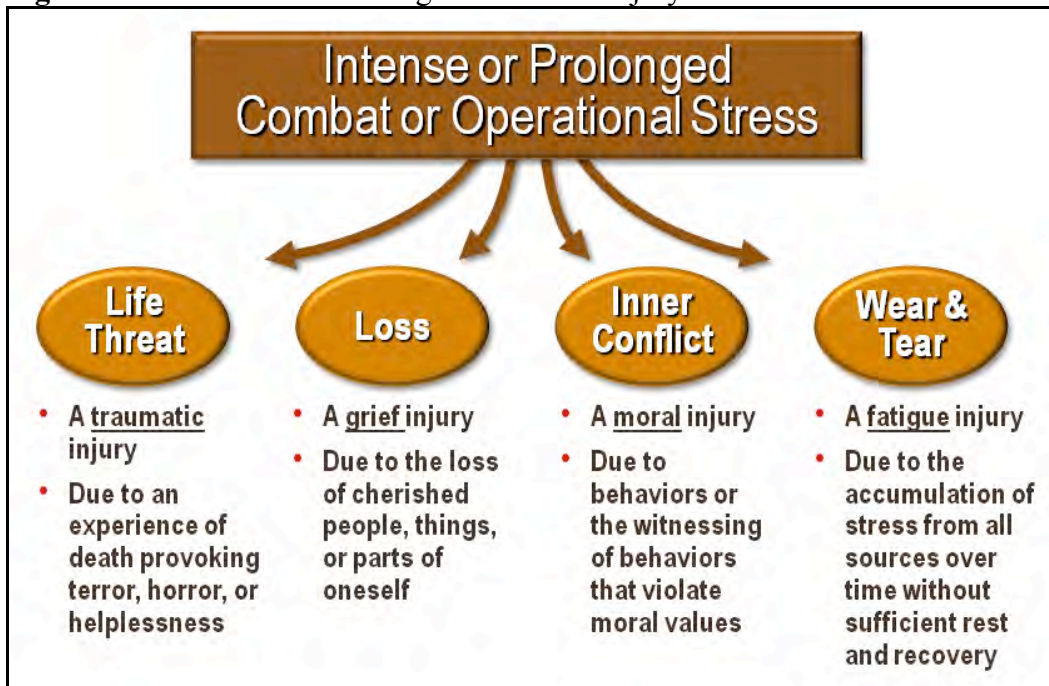 Intense or Prolonged
Combat or Operational Stress
Life
Threat
• A traumatic
injury
• Due to an
experience of
death provoking
terror, horror, or
helplessness
Loss
• A grief injury
• Due to the loss
of cherished
people, things,
or parts of
oneself
Inner
Conflict
• A moral injury
• Due to
behaviors or
the witnessing
of behaviors
that violate
moral values
Wear &
Tear
• A fatigue injury
• Due to the
accumulation of
stress from all
sources over
time without
sufficient rest
and recovery